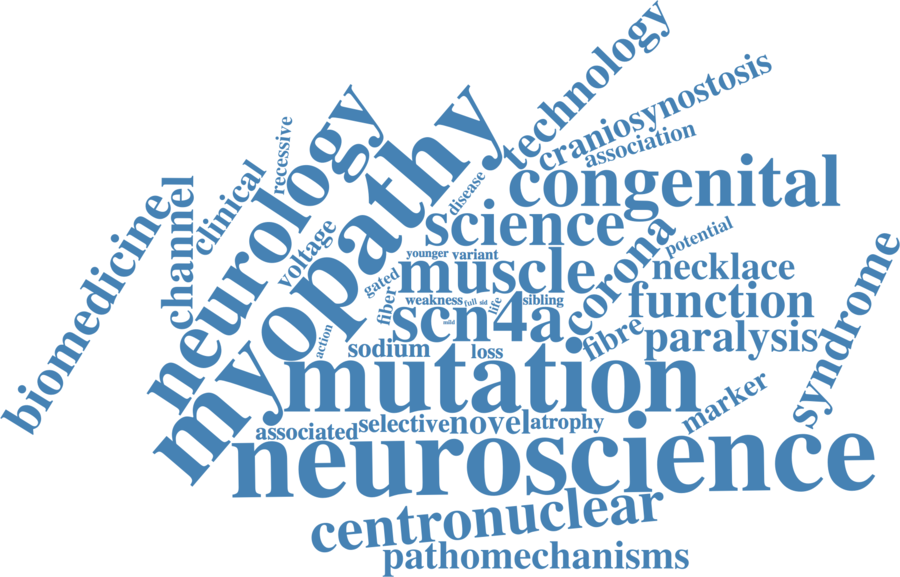 technology
craniosynostosis
association
neurology
myopathy
congenital
recessive
disease
clinical
channel
biomedicine
science
voltage
corona
potential
younger variant
gated
muscle
necklace
syndrome
fiber
weakness full sid life sibling
function
scn4a
mild
action
fibre
paralysis
sodium
loss
mutation
marker
associated selective novel atrophy
neuroscience
centronuclear
pathomechanisms